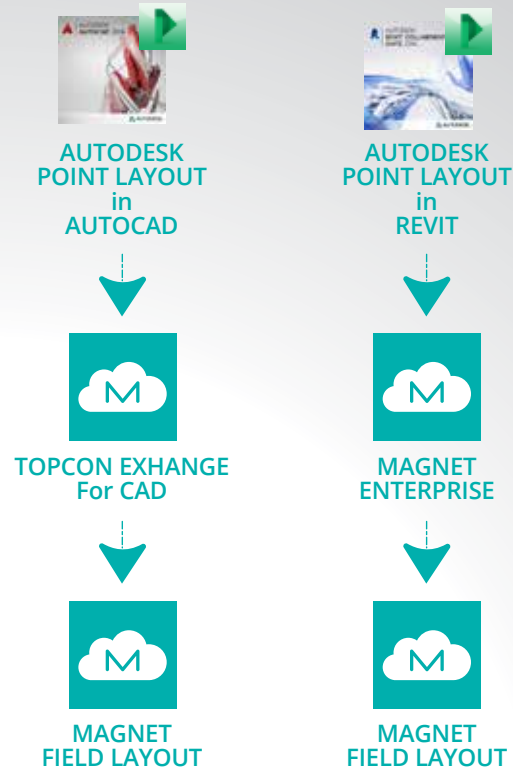 AUTODESK
POINT LAYOUT
in
AUTOCAD
M
TOPCON EXHANGE
For CAD
M
MAGNET
FIELD LAYOUT
AUTODESK
POINT LAYOUT
in
REVIT
M
MAGNET
ENTERPRISE
M
MAGNET
FIELD LAYOUT